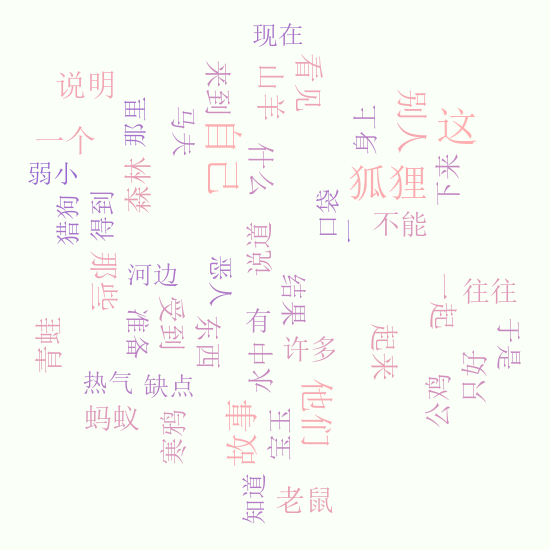 现在
说明
来到
山羊
看见
那里
马夫
一个
自己
什么
上
身
别人
这
弱小
森林
狐狸
下来
猎狗
得到
口袋
一
不能
说道
那些
河边
恶人
结果
一起
往往
青蛙
准备
受到
东西
有
水中
许多
起来
于是
只好
热气
缺点
公鸡
蚂蚁
寒鸦
故事
宝玉
他们
知道
老鼠